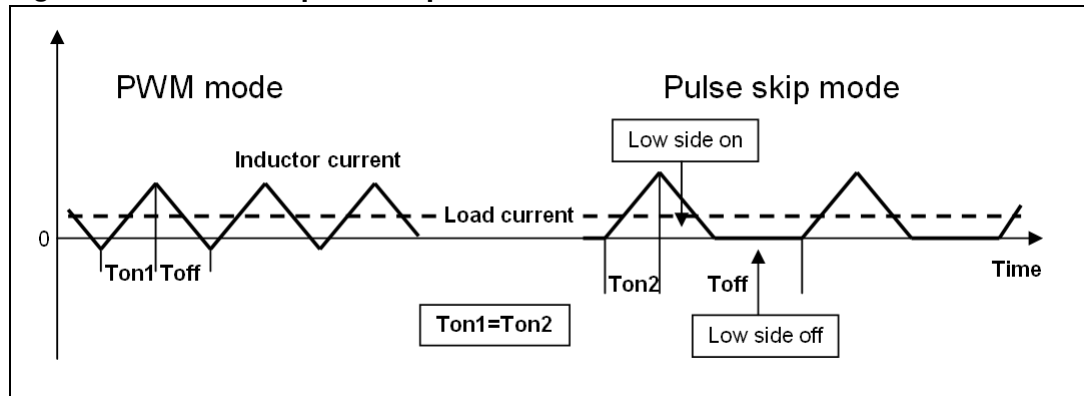 PWM mode
Pulse skip mode
Low side on
Inductor current
Load current
0
Ton1 Toff
Ton2
Toff
Time
Ton1=Ton2
Low side off